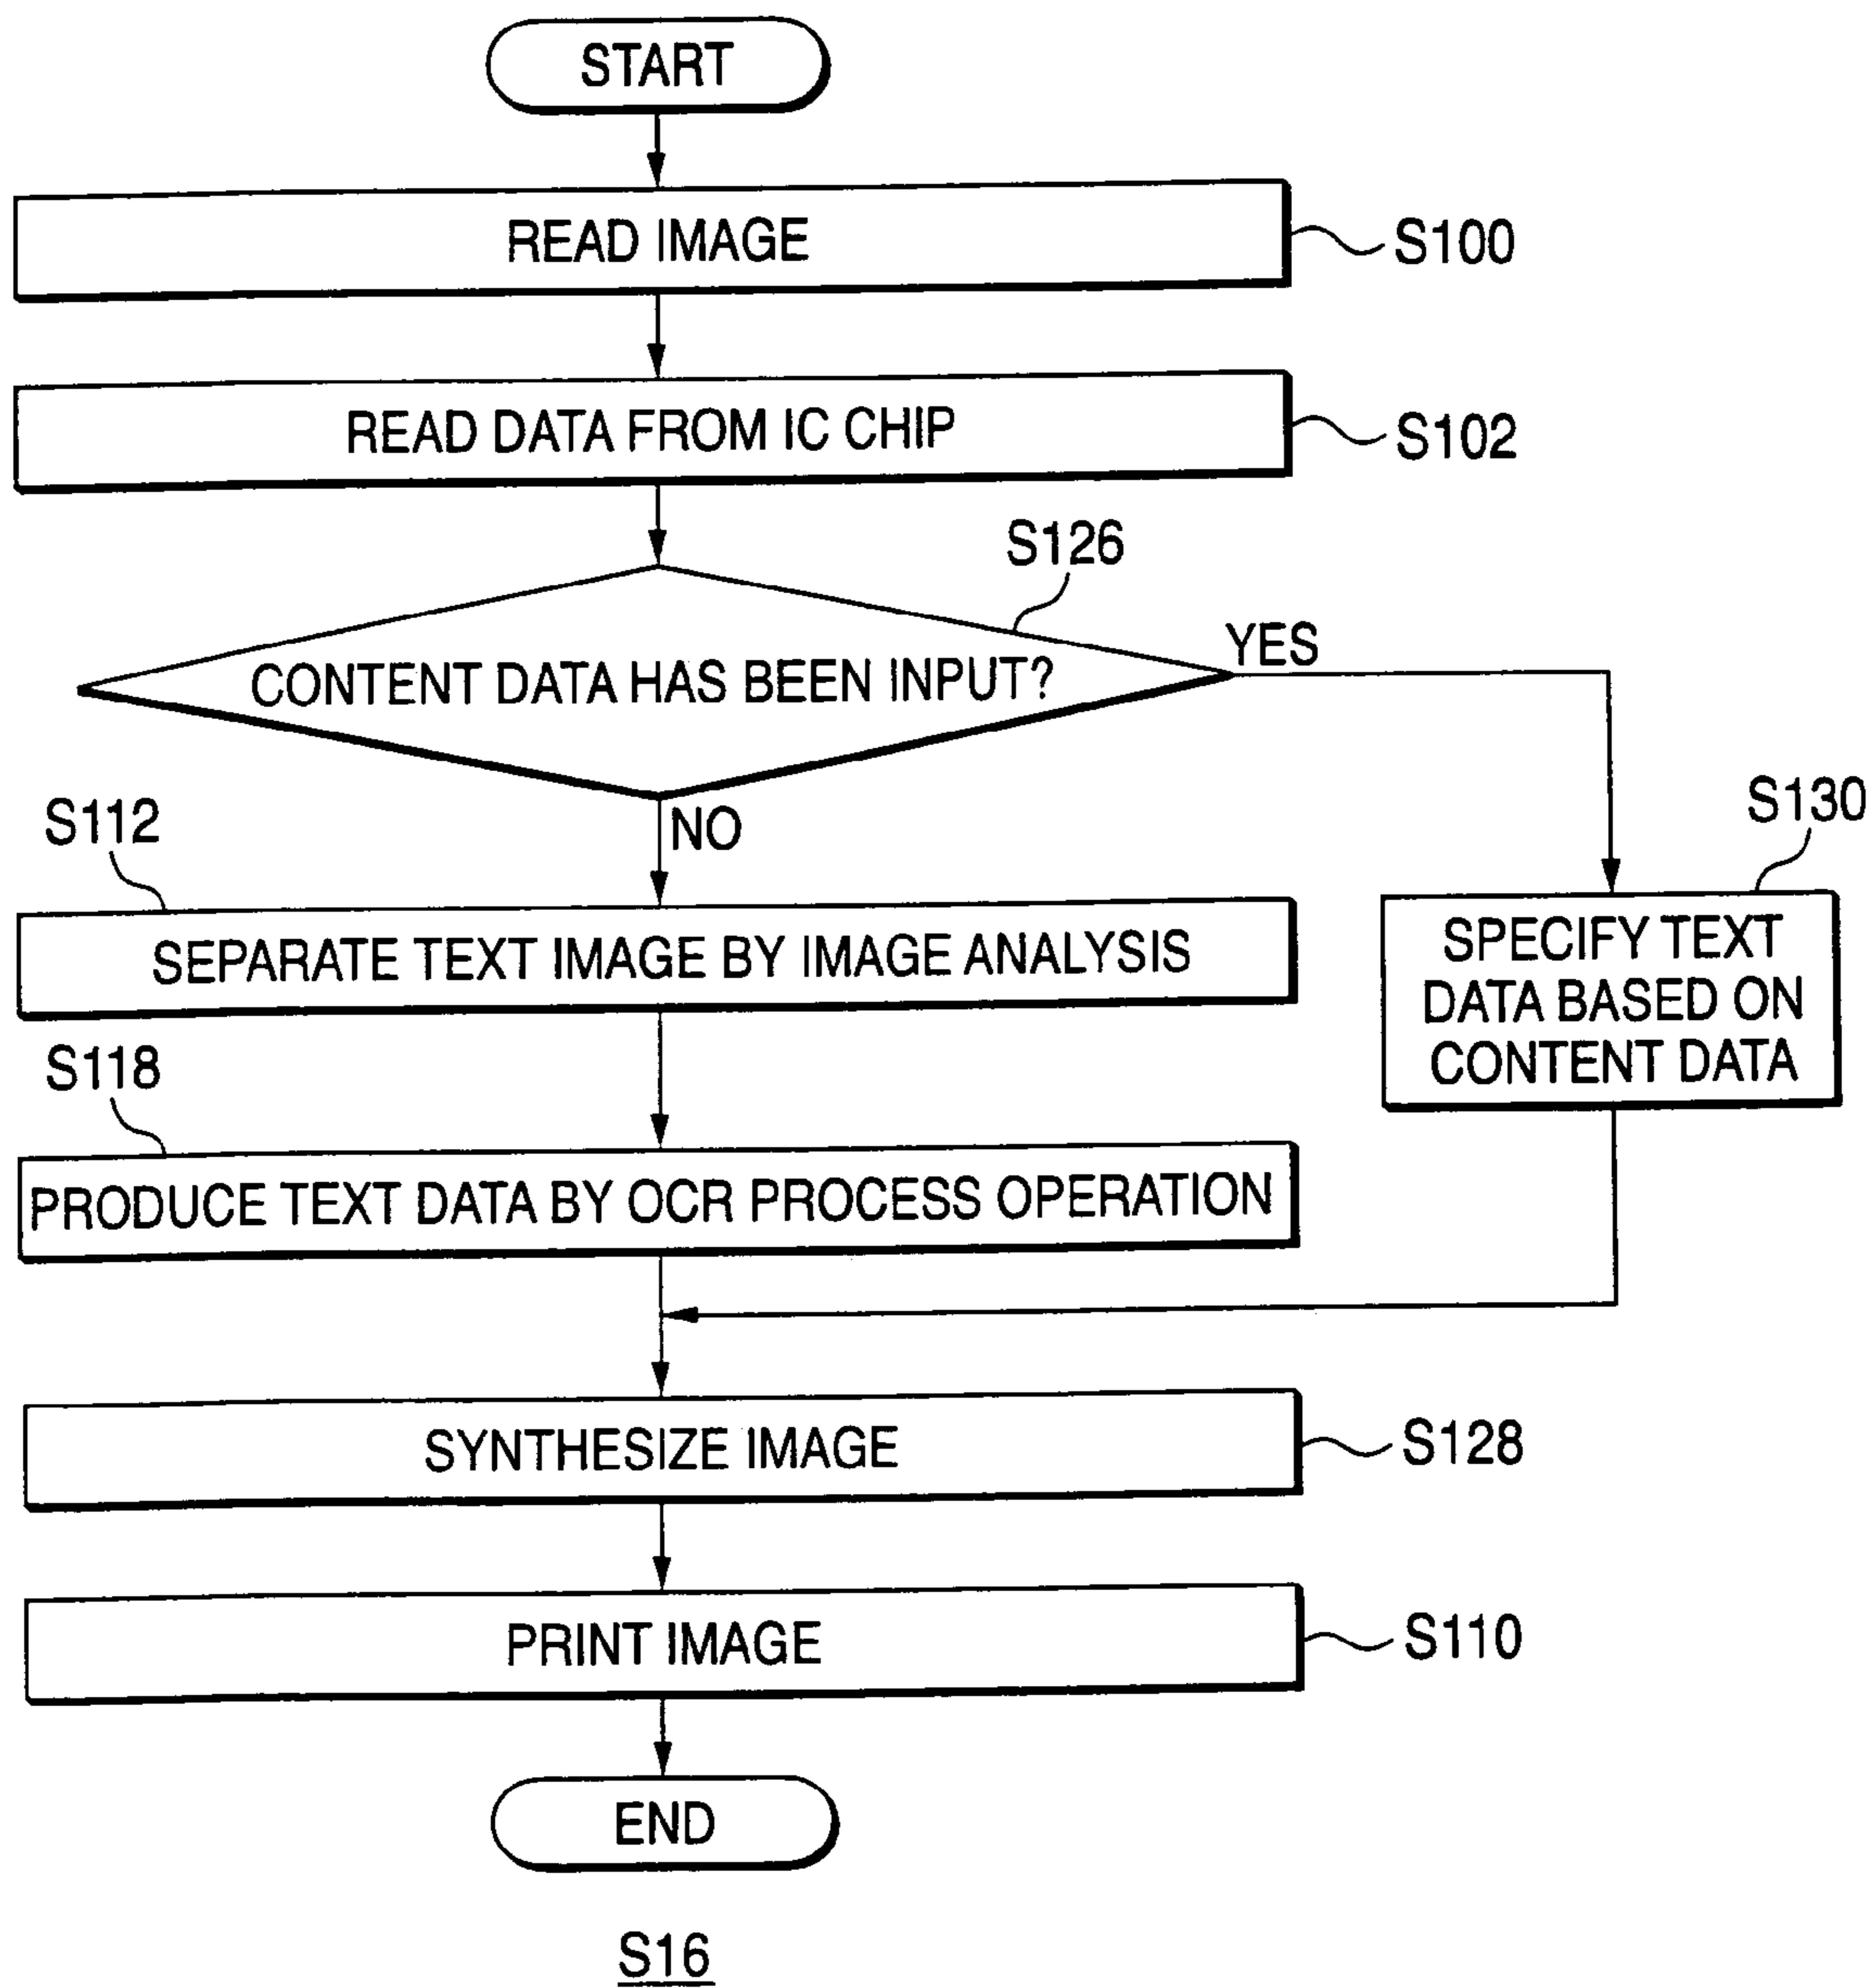 START
READ IMAGE
S100
READ DATA FROM IC CHIP
S102
S126
CONTENT DATA HAS BEEN INPUT?
YES
NO
S112
SEPARATE TEXT IMAGE BY IMAGE ANALYSIS
S130
SPECIFY TEXT
DATA BASED ON
CONTENT DATA
S118
PRODUCE TEXT DATA BY OCR PROCESS OPERATION
SYNTHESIZE IMAGE
S128
PRINT IMAGE
S110
END
S16